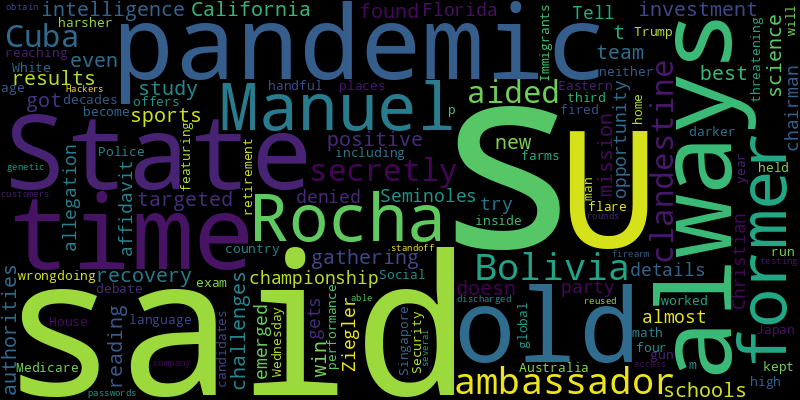 obtain
intelligence
California
found
Florida
Tell
investment
harsher
pandemic
Cuba
even
t
Trump
reaching
team
White
Hackers
Immigrants
threatening
will
science
results
study
handful
places
Eastern
neither
best
age
decades
got
offers
aided
third
chairman
Manuel
become
sports
p
fired
home
always
Su
State
Police
positive
new
mission
opportunity
clandestine
darker
featuring
including
farms
former
allegation
affidavit
secretly
try
man
year
held
genetic
retirement
targeted
denied
Seminoles
flare
customers
time
Rocha
inside
rounds
Christian
country
standoff
gathering
Bolivia
firearm
details
run
testing
wrongdoing
recovery
exam
championship
Social
doesn
party
worked
kept
authorities
debate
challenges
emerged
Wednesday
gets
performance
able
discharged
old
reused
said
House
reading
language
candidates
win
Ziegler
Singapore
Security
several
global
almost
math
four
gun
Japan
Medicare
company
Australia
access
m
high
passwords
ambassador
schools